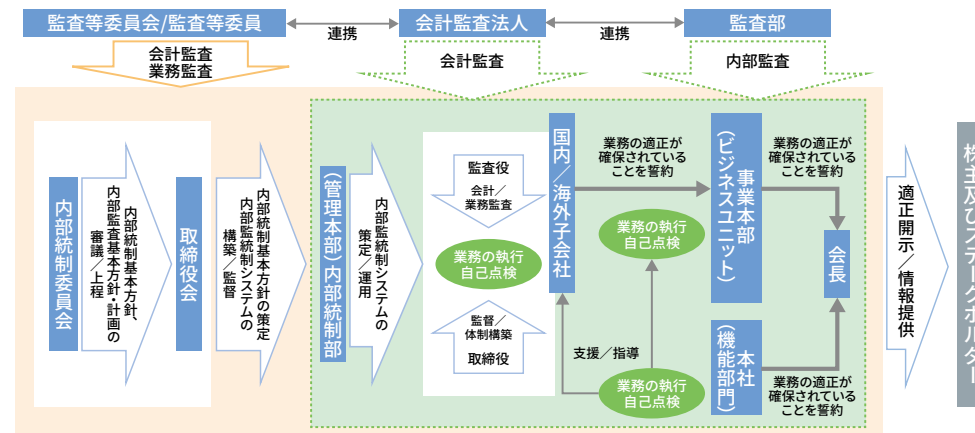 監査等委員会/監査等委員
連携
会計監査法人
連携
監査部
会計監査
業務監査
会計監査
内部監査
内部統制委員会
内部統制基本方針、
内部監査基本方針・計画の
審議／上程
取締役会
内部統制基本方針の策定
内部監統制システムの
構築／監督
（管理本部）内部統制部
内部監統制システムの
策定／運用
監査役
会計／
業務監査
業務の執行
自己点検
監督／
体制構築
取締役
国内／海外子会社
業務の適正が
確保されている
ことを誓約
業務の執行
自己点検
支援／指導
業務の執行
自己点検
事業本部
（ビジネスユニット）
本社
（機能部門）
業務の適正が
確保されている
ことを誓約
会長
業務の適正が
確保されている
ことを誓約
適正開示／情報提供
株主及びステークホルダー